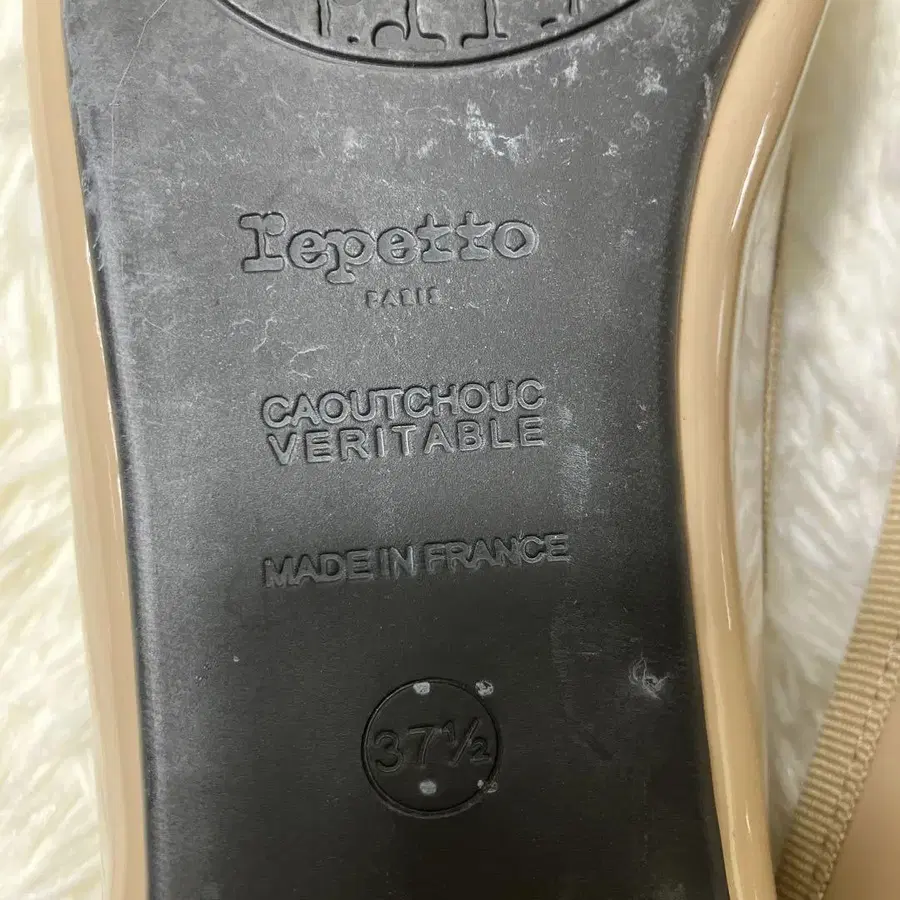 repetto
PARIS
CAOUTCHOUC
VERITABLE
MADE IN FRANCE
37½